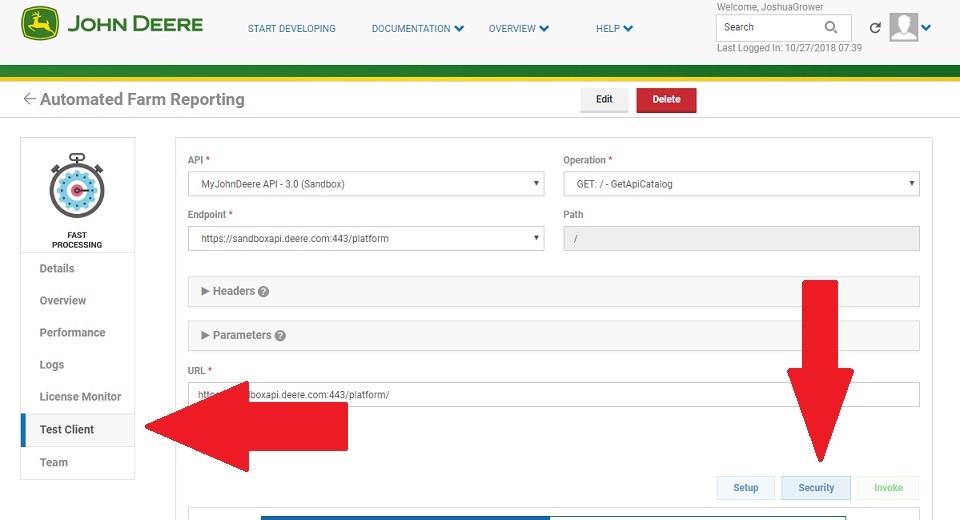 Welcome, JoshuaGrower
JOHN DEERE
START DEVELOPING
DOCUMENTATION
OVERVIEW
HELP
Search
Last Logged In: 10/27/2018 07:39
Automated Farm Reporting
Edit
Delete
FAST
PROCESSING
Details
Overview
Performance
Logs
License Monitor
Test Client
Team
API *
MyJohnDeere API - 3.0 (Sandbox)
Operation *
GET: / - GetApiCatalog
Endpoint *
https://sandboxapi.deere.com:443/platform
Path
/
▶ Headers ?
▶ Parameters ?
URL *
boxapi.deere.com:443/platform/
Setup
Security
Invoke